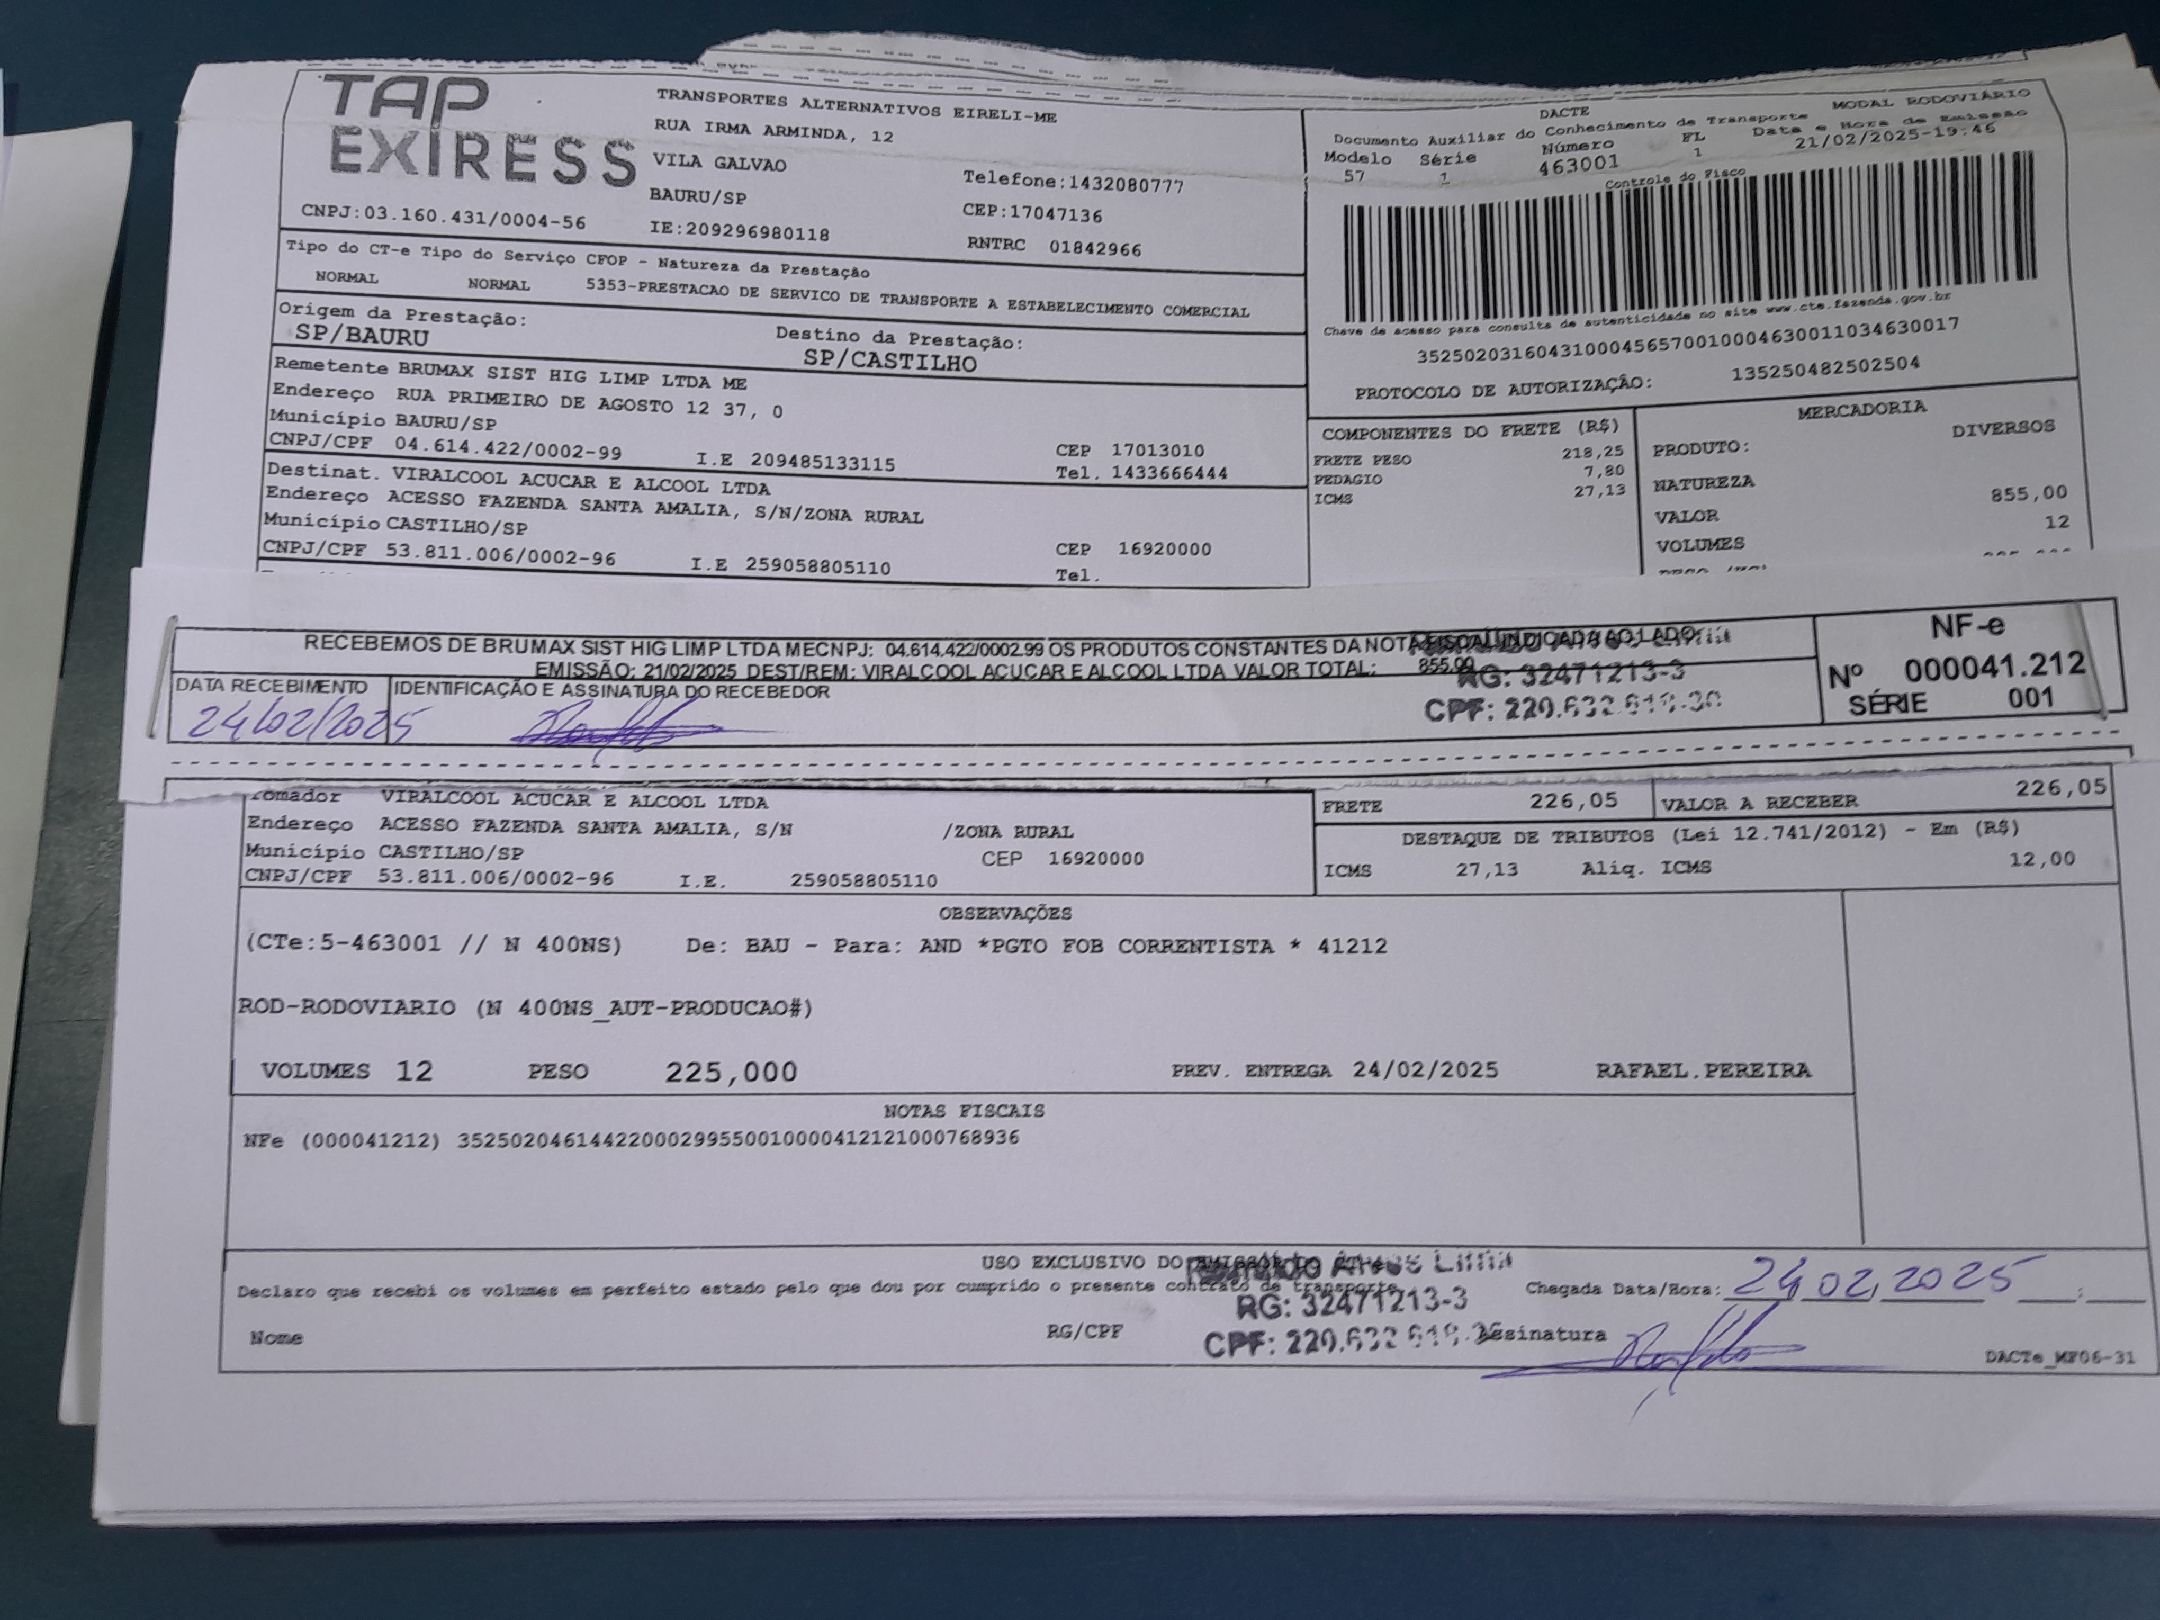 TAP
EXIRESS
TRANSPORTES ALTERNATIVOS EIRELI-ME
RUA IRMA ARMINDA, 12
VILA GALVAO
Telefone:1432080777
BAURU/SP
CEP:17047136
CNPJ:03.160.431/0004-56
IE:209296980118
RNTRC 01842966
DACTE
MODAL RODOVIÁRIO
Documento Auxiliar do Conhecimento de Transporte
Modelo Série Número FL Data e Hora de Emissão
57 1 463001 1 21/02/2025-19:46
Controle do Fisco
Chave de acesso para consulta de autenticidade no site www.cte.fazenda.gov.br
35250203160431000456570010004630011034630017
PROTOCOLO DE AUTORIZAÇÃO: 135250482502504
Tipo do CT-e Tipo do Serviço CFOP - Natureza da Prestação
NORMAL NORMAL 5353-PRESTACAO DE SERVICO DE TRANSPORTE A ESTABELECIMENTO COMERCIAL
Origem da Prestação: Destino da Prestação:
SP/BAURU SP/CASTILHO
Remetente BRUMAX SIST HIG LIMP LTDA ME
Endereço RUA PRIMEIRO DE AGOSTO 12 37, 0
Município BAURU/SP
CEP 17013010
CNPJ/CPF 04.614.422/0002-99 I.E 209485133115 Tel. 1433666444
Destinat. VIRALCOOL ACUCAR E ALCOOL LTDA
Endereço ACESSO FAZENDA SANTA AMALIA, S/N/ZONA RURAL
Município CASTILHO/SP
CEP 16920000
CNPJ/CPF 53.811.006/0002-96 I.E 259058805110 Tel.
COMPONENTES DO FRETE (R$)
FRETE PESO 218,25
PEDAGIO 7,80
ICMS 27,13
MERCADORIA
PRODUTO: DIVERSOS
NATUREZA
VALOR 855,00
VOLUMES 12
RECEBEMOS DE BRUMAX SIST HIG LIMP LTDA MECNPJ: 04.614.422/0002.99 OS PRODUTOS CONSTANTES DA NOTA FISCAL INDICADA AO LADO
EMISSÃO: 21/02/2025 DEST/REM: VIRALCOOL ACUCAR E ALCOOL LTDA VALOR TOTAL: 855,00
DATA RECEBIMENTO IDENTIFICAÇÃO E ASSINATURA DO RECEBEDOR
24/02/2025
RG: 32471213-3
CPF: 220.632
NF-e
Nº 000041.212
SÉRIE 001
Tomador VIRALCOOL ACUCAR E ALCOOL LTDA
Endereço ACESSO FAZENDA SANTA AMALIA, S/N /ZONA RURAL
Município CASTILHO/SP CEP 16920000
CNPJ/CPF 53.811.006/0002-96 I.E. 259058805110
FRETE 226,05 VALOR A RECEBER 226,05
DESTAQUE DE TRIBUTOS (Lei 12.741/2012) - Em (R$)
ICMS 27,13 Aliq. ICMS 12,00
OBSERVAÇÕES
(CTe:5-463001 // N 400NS) De: BAU - Para: AND *PGTO FOB CORRENTISTA * 41212
ROD-RODOVIARIO (N 400NS_AUT-PRODUCAO#)
VOLUMES 12 PESO 225,000 PREV. ENTREGA 24/02/2025 RAFAEL.PEREIRA
NOTAS FISCAIS
NFe (000041212) 35250204614422000299550010000412121000768936
USO EXCLUSIVO DO EMISSOR DO CT-e
Alves Lima
Declaro que recebi os volumes em perfeito estado pelo que dou por cumprido o presente contrato de transporte
Chegada Data/Hora: 24 02 2025
RG: 32471213-3
Nome RG/CPF
CPF: 220.632
Assinatura
DACTe_MF06-31